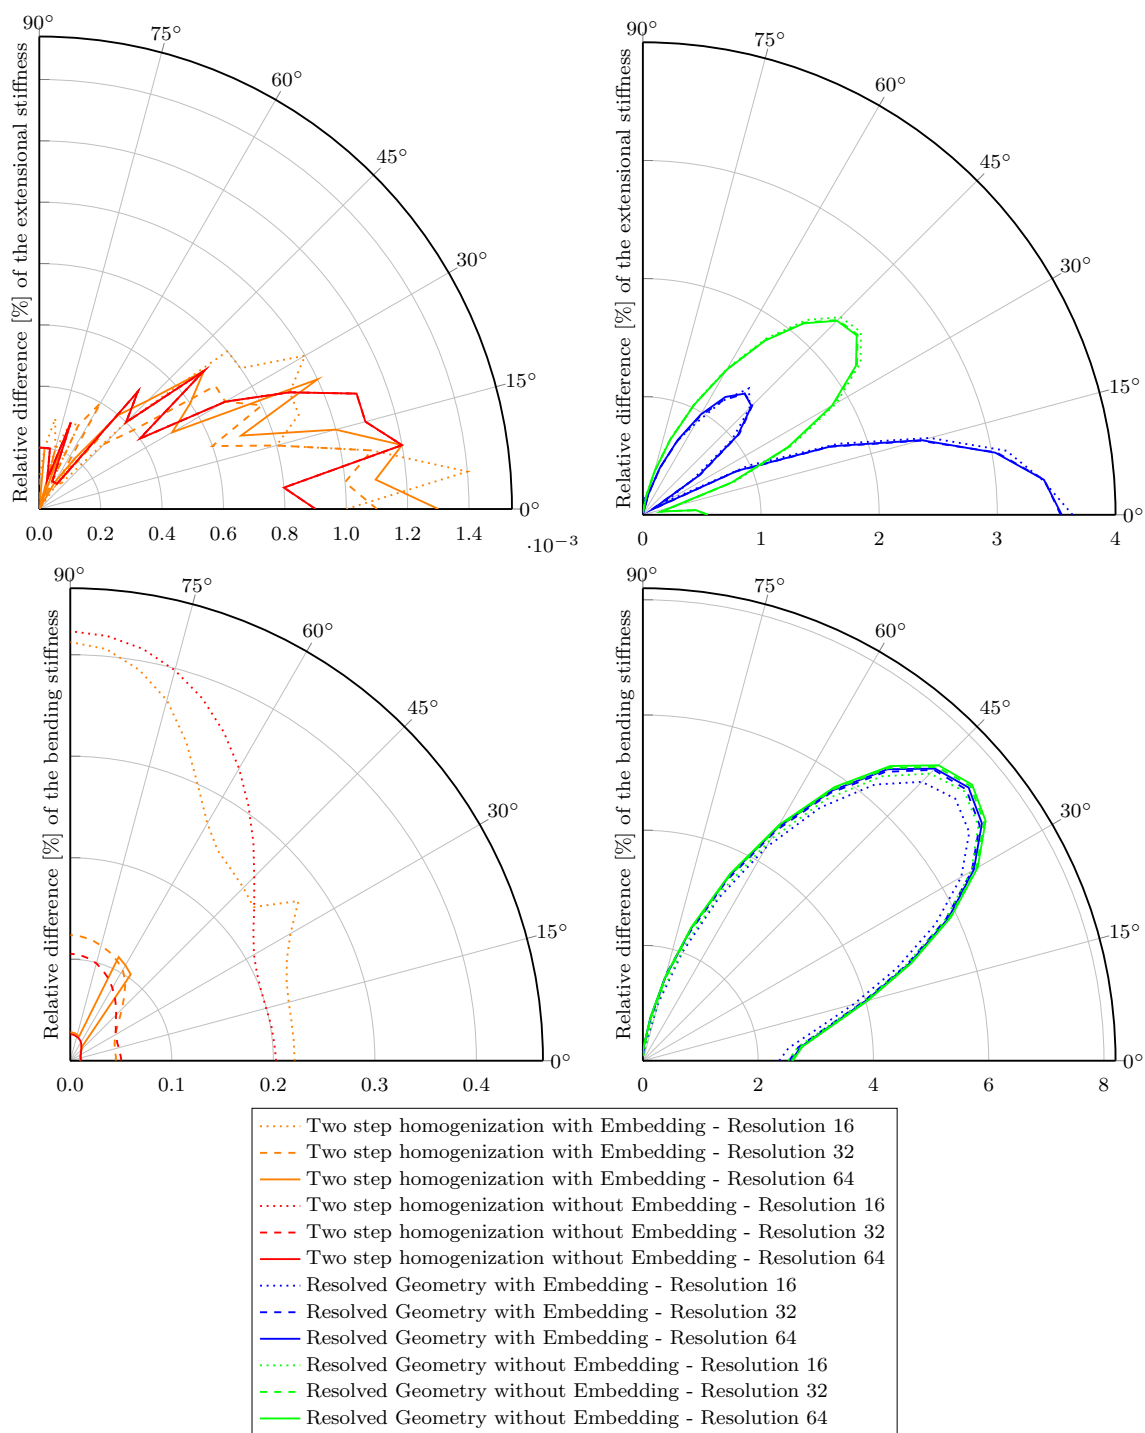 90°
75°
60°
45°
30°
15°
0°
Relative difference [%] of the extensional stiffness
0.0 0.2 0.4 0.6 0.8 1.0 1.2 1.4
·10−3
90°
75°
60°
45°
30°
15°
0°
Relative difference [%] of the extensional stiffness
0 1 2 3 4
90°
75°
60°
45°
30°
15°
0°
Relative difference [%] of the bending stiffness
0.0 0.1 0.2 0.3 0.4
90°
75°
60°
45°
30°
15°
0°
Relative difference [%] of the bending stiffness
0 2 4 6 8
Two step homogenization with Embedding - Resolution 16
Two step homogenization with Embedding - Resolution 32
Two step homogenization with Embedding - Resolution 64
Two step homogenization without Embedding - Resolution 16
Two step homogenization without Embedding - Resolution 32
Two step homogenization without Embedding - Resolution 64
Resolved Geometry with Embedding - Resolution 16
Resolved Geometry with Embedding - Resolution 32
Resolved Geometry with Embedding - Resolution 64
Resolved Geometry without Embedding - Resolution 16
Resolved Geometry without Embedding - Resolution 32
Resolved Geometry without Embedding - Resolution 64